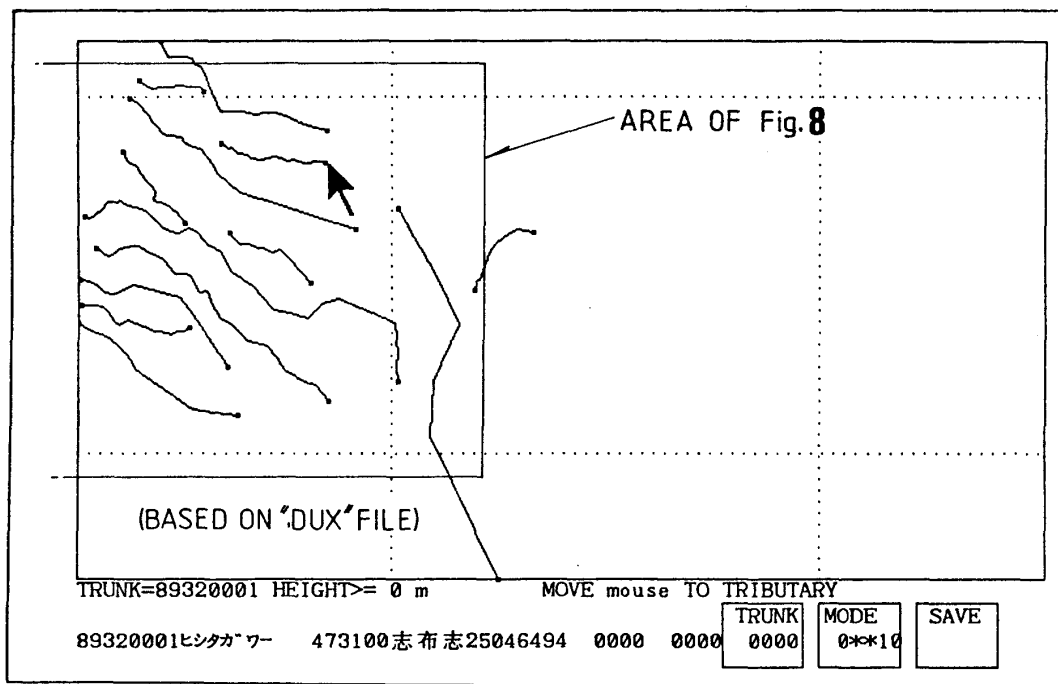 AREA OF Fig.8
(BASED ON ".DUX" FILE)
TRUNK=89320001 HEIGHT>= 0 m MOVE mouse TO TRIBUTARY
TRUNK MODE SAVE
89320001ヒシタガワー 473100志布志25046494 0000 0000 0000 0**10